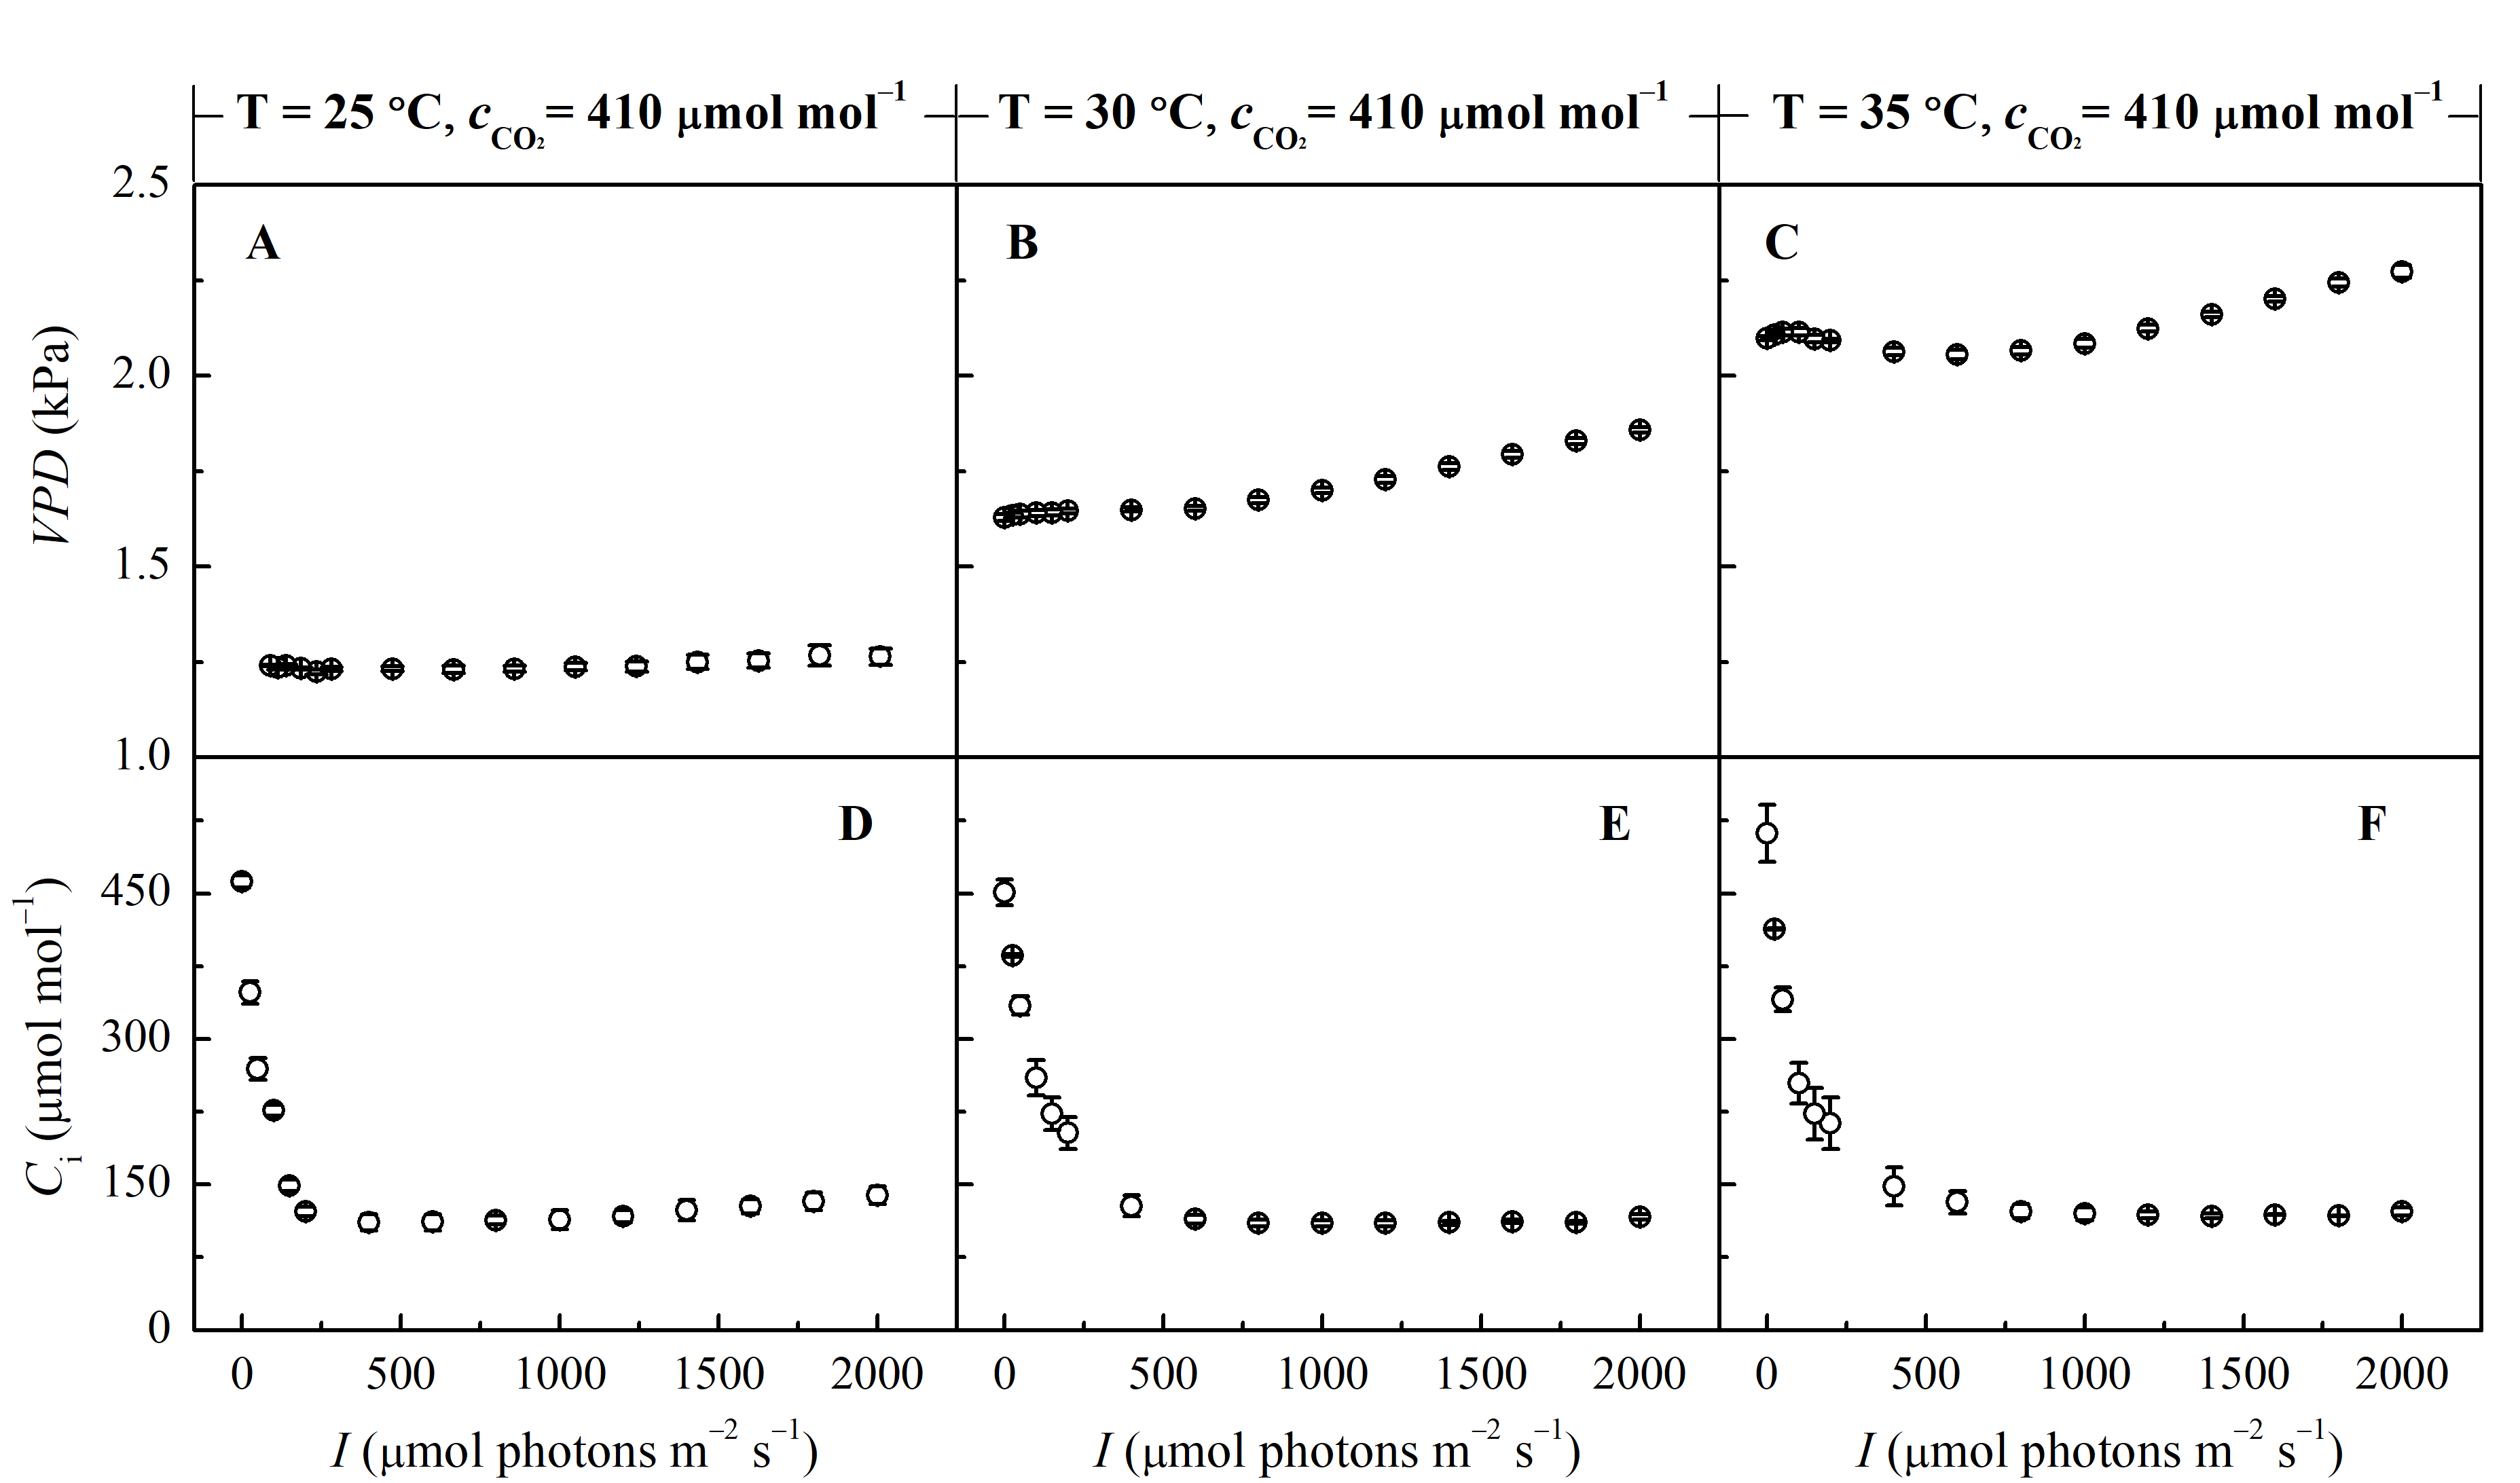 T = 25 °C, cCO₂= 410 μmol mol⁻¹
T = 30 °C, cCO₂= 410 μmol mol⁻¹
T = 35 °C, cCO₂= 410 μmol mol⁻¹
VPD (kPa)
2.5
2.0
1.5
1.0
A
B
C
Cᵢ (μmol mol⁻¹)
450
300
150
0
D
E
F
0 500 1000 1500 2000
0 500 1000 1500 2000
0 500 1000 1500 2000
I (μmol photons m⁻² s⁻¹)
I (μmol photons m⁻² s⁻¹)
I (μmol photons m⁻² s⁻¹)